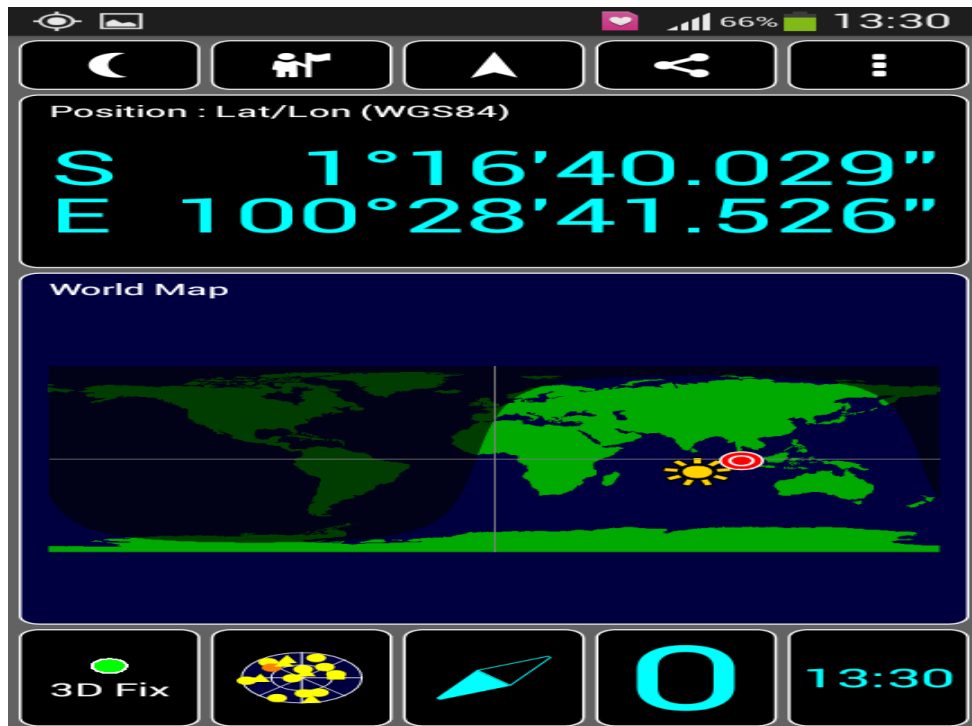 66% 13:30
Position : Lat/Lon (WGS84)
S 1°16'40.029"
E 100°28'41.526"
World Map
3D Fix
0
13:30